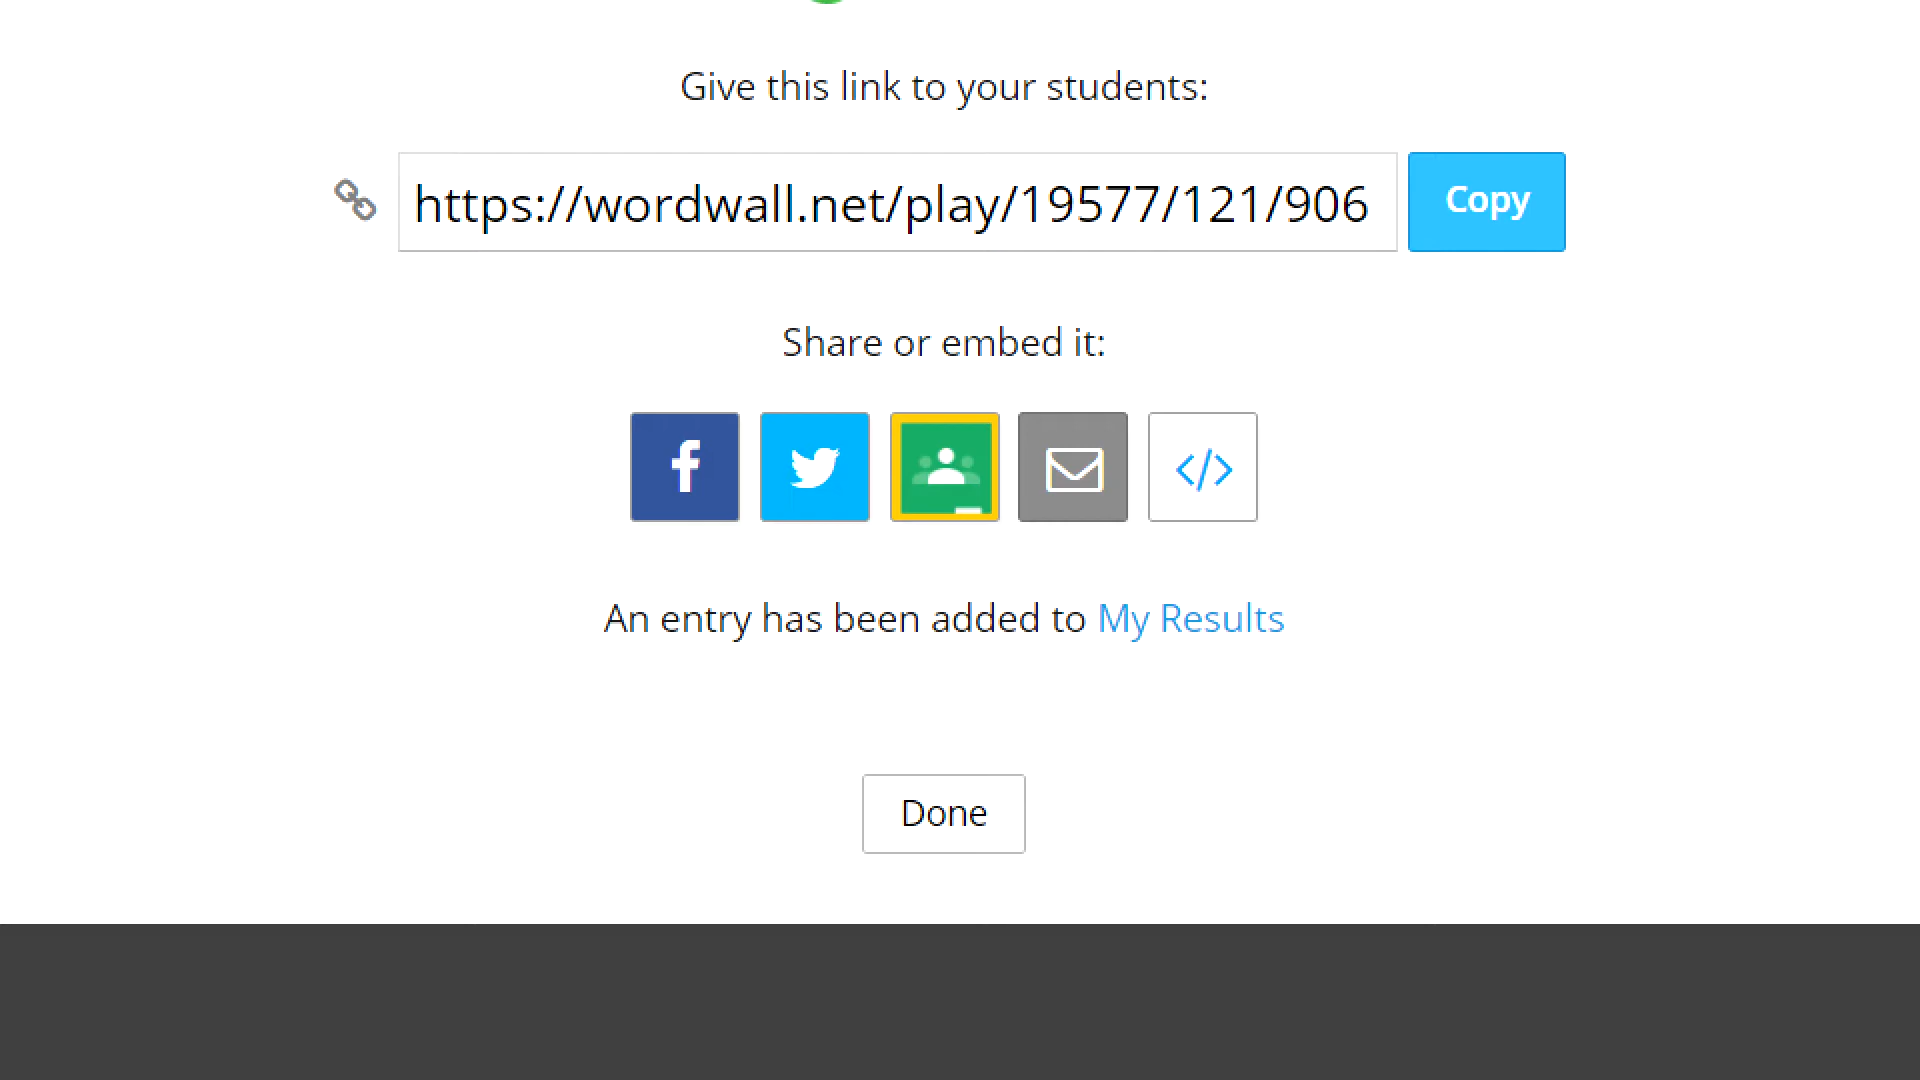 Give this link to your students:
https://wordwall.net/play/19577/121/906
Copy
Share or embed it:
An entry has been added to My Results
Done